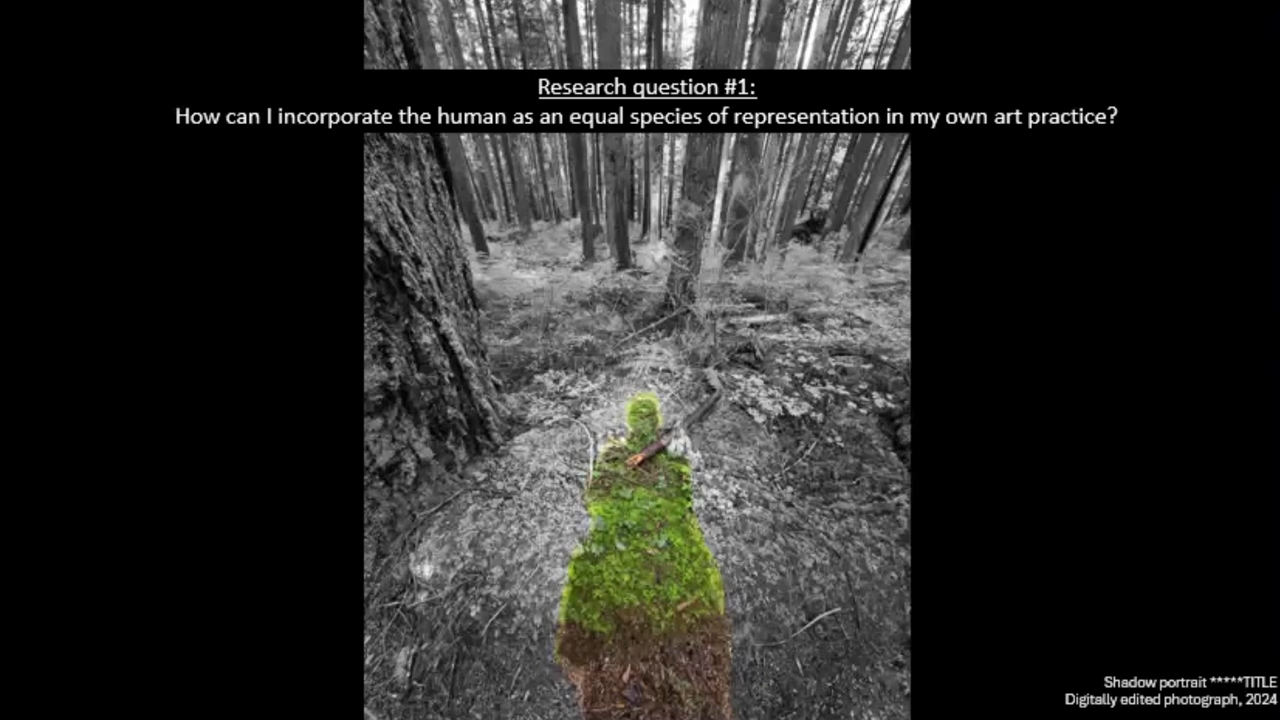 Research question #1:
How can I incorporate the human as an equal species of representation in my own art practice?
Shadow portrait *****TITLE
Digitally edited photograph, 2024